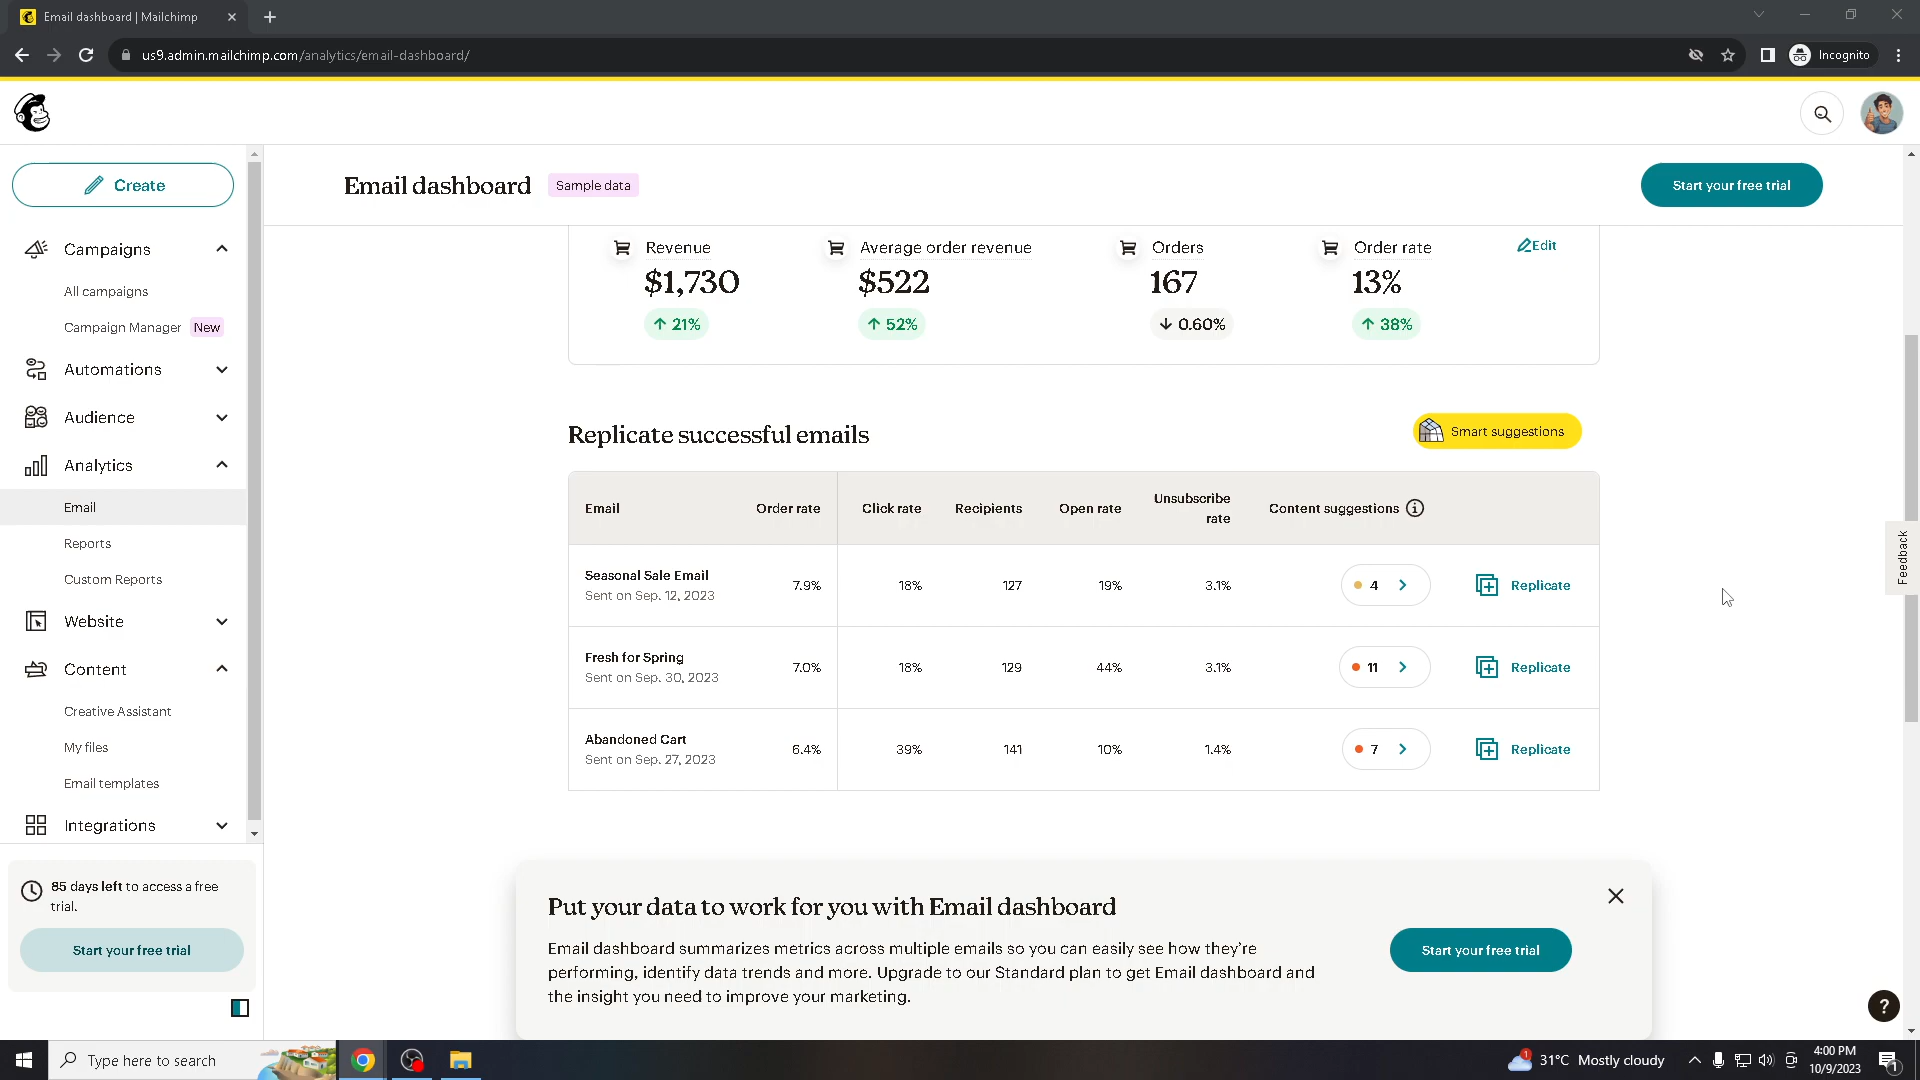 Email dashboard | Mailchimp
us9.admin.mailchimp.com/analytics/email-dashboard/
Incognito
Create
Campaigns
All campaigns
Campaign Manager New
Automations
Audience
Analytics
Email
Reports
Custom Reports
Website
Content
Creative Assistant
My files
Email templates
Integrations
85 days left to access a free
trial.
Start your free trial
Email dashboard Sample data
Start your free trial
Revenue Average order revenue Orders Order rate Edit
$1,730 $522 167 13%
21% 52% 0.60% 38%
Replicate successful emails
Smart suggestions
Email Order rate Click rate Recipients Open rate Unsubscribe rate Content suggestions
Seasonal Sale Email 7.9% 18% 127 19% 3.1% 4 Replicate
Sent on Sep. 12, 2023
Fresh for Spring 7.0% 18% 129 44% 3.1% 11 Replicate
Sent on Sep. 30, 2023
Abandoned Cart 6.4% 39% 141 10% 1.4% 7 Replicate
Sent on Sep. 27, 2023
Feedback
Put your data to work for you with Email dashboard
Email dashboard summarizes metrics across multiple emails so you can easily see how they're
performing, identify data trends and more. Upgrade to our Standard plan to get Email dashboard and
the insight you need to improve your marketing.
Start your free trial
?
Type here to search
1
31°C Mostly cloudy
4:00 PM
10/9/2023
1